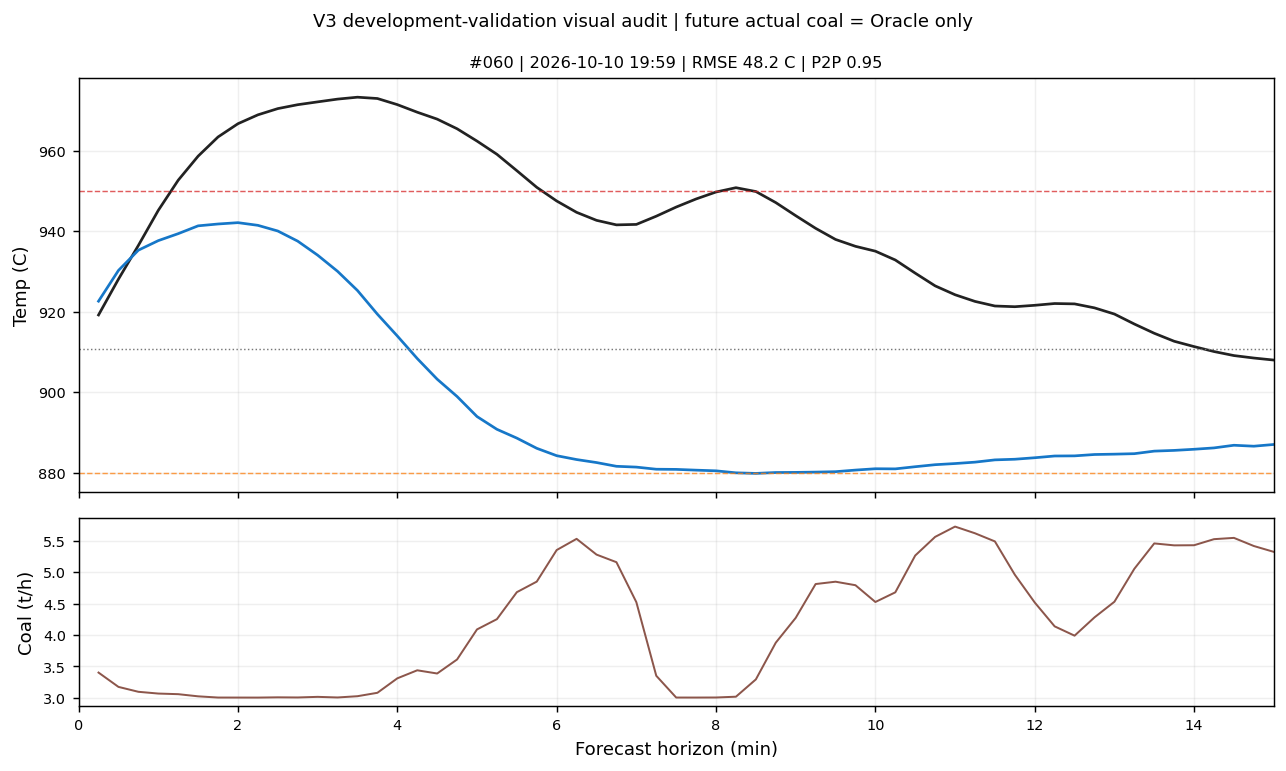 V3 development-validation visual audit | future actual coal = Oracle only
#060 | 2026-10-10 19:59 | RMSE 48.2 C | P2P 0.95
Temp (C)
960
940
920
900
880
Coal (t/h)
5.5
5.0
4.5
4.0
3.5
3.0
0 2 4 6 8 10 12 14
Forecast horizon (min)